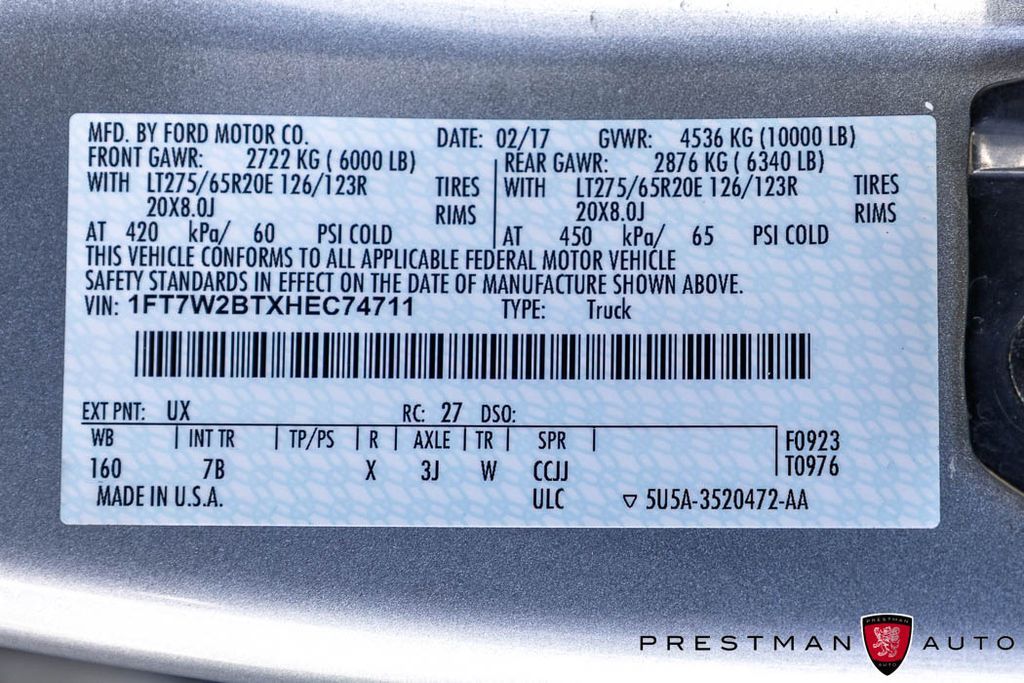 MFD. BY FORD MOTOR CO. DATE: 02/17 GVWR: 4536 KG (10000 LB)
FRONT GAWR: 2722 KG ( 6000 LB) REAR GAWR: 2876 KG ( 6340 LB)
WITH LT275/65R20E 126/123R TIRES WITH LT275/65R20E 126/123R TIRES
20X8.0J RIMS 20X8.0J RIMS
AT 420 kPa/ 60 PSI COLD AT 450 kPa/ 65 PSI COLD
THIS VEHICLE CONFORMS TO ALL APPLICABLE FEDERAL MOTOR VEHICLE
SAFETY STANDARDS IN EFFECT ON THE DATE OF MANUFACTURE SHOWN ABOVE.
VIN: 1FT7W2BTXHEC74711 TYPE: Truck
EXT PNT: UX RC: 27 DSO:
WB INT TR TP/PS R AXLE TR SPR F0923
160 7B X 3J W CCJJ T0976
MADE IN U.S.A. ULC ▽ 5U5A-3520472-AA
PRESTMAN PRESTMAN AUTO AUTO